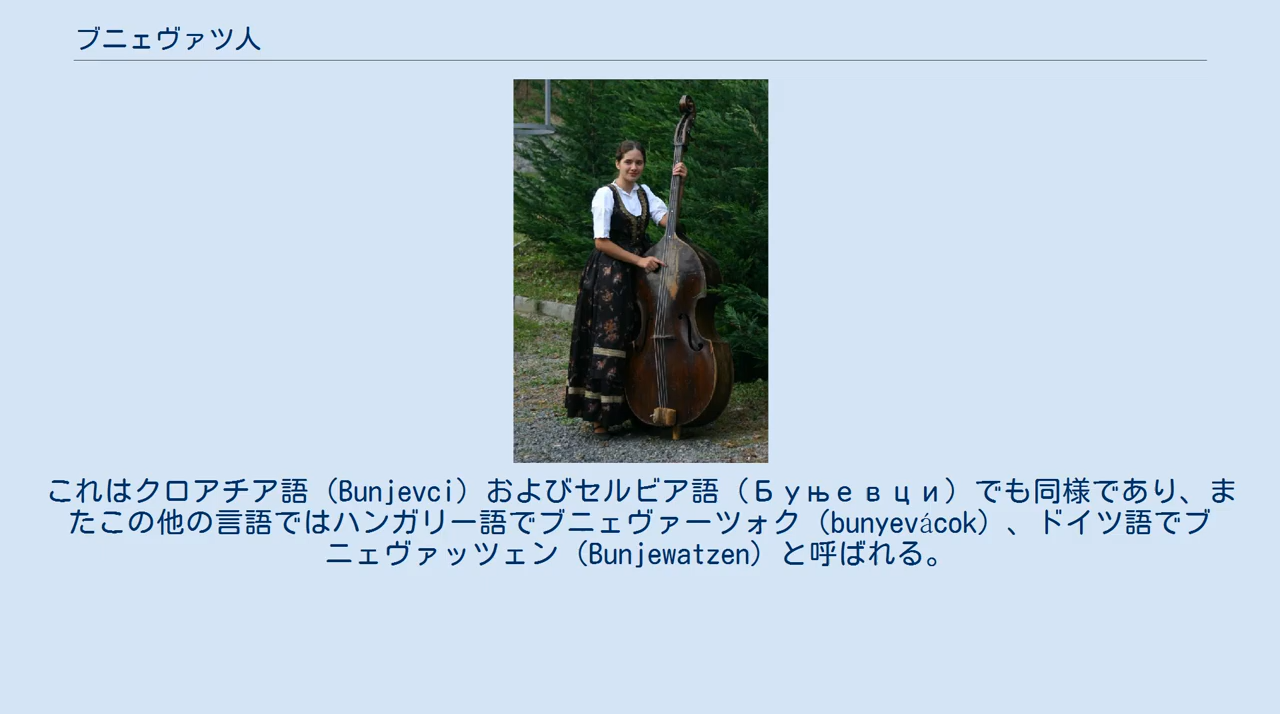 ブニェヴァツ人
これはクロアチア語（Bunjevci）およびセルビア語（Буњевци）でも同様であり、ま
たこの他の言語ではハンガリー語でブニェヴァーツォク（bunyevácok）、ドイツ語でブ
ニェヴァッツェン（Bunjewatzen）と呼ばれる。